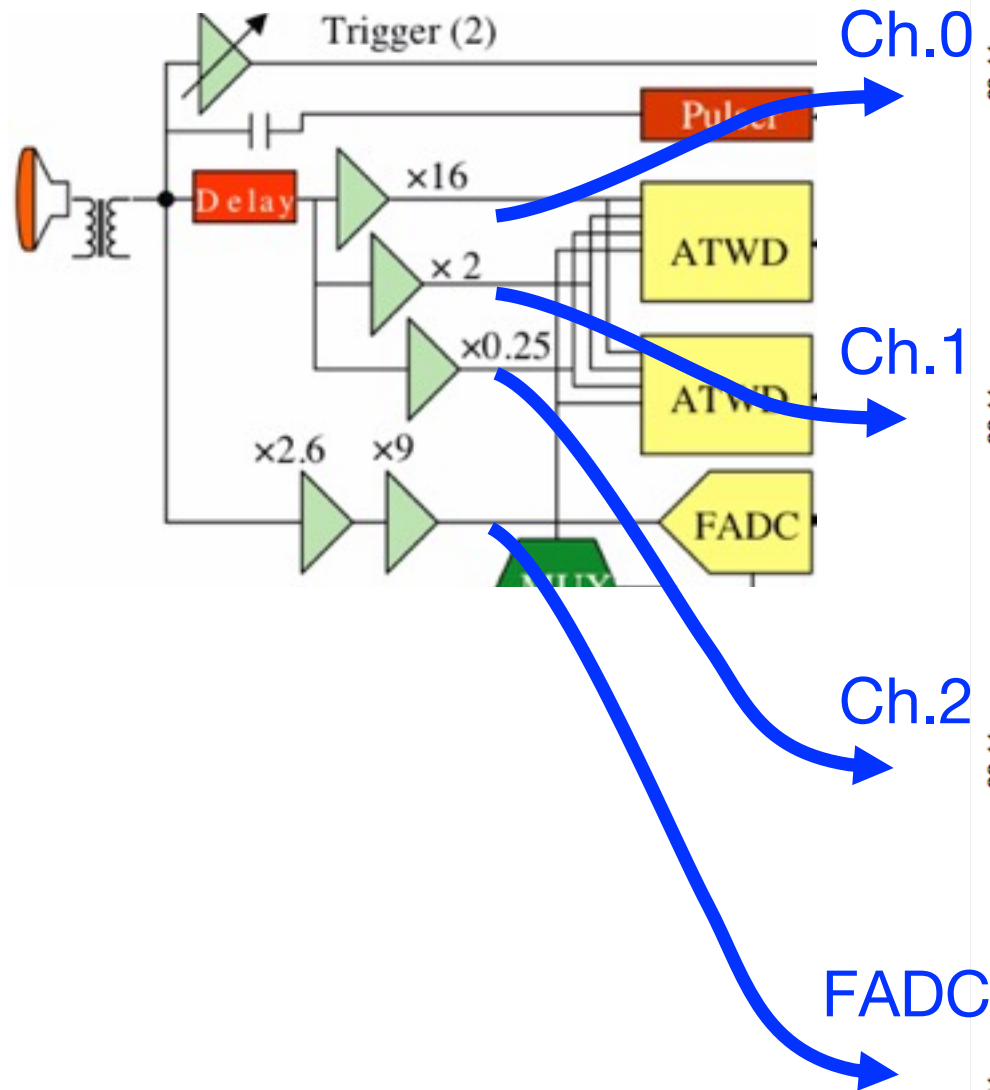 Trigger (2)
Ch.0
Pulser
×16
Delay
ATWD
× 2
Ch.1
×0.25
ATWD
×2.6
×9
FADC
MUX
Ch.2
FADC